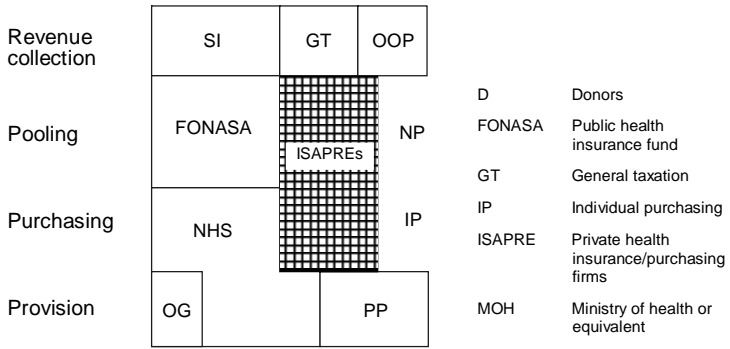 Revenue
collection
SI
GT
OOP
Pooling
FONASA
ISAPREs
NP
Purchasing
NHS
IP
Provision
OG
PP
D Donors
FONASA Public health
insurance fund
GT General taxation
IP Individual purchasing
ISAPRE Private health
insurance/purchasing
firms
MOH Ministry of health or
equivalent